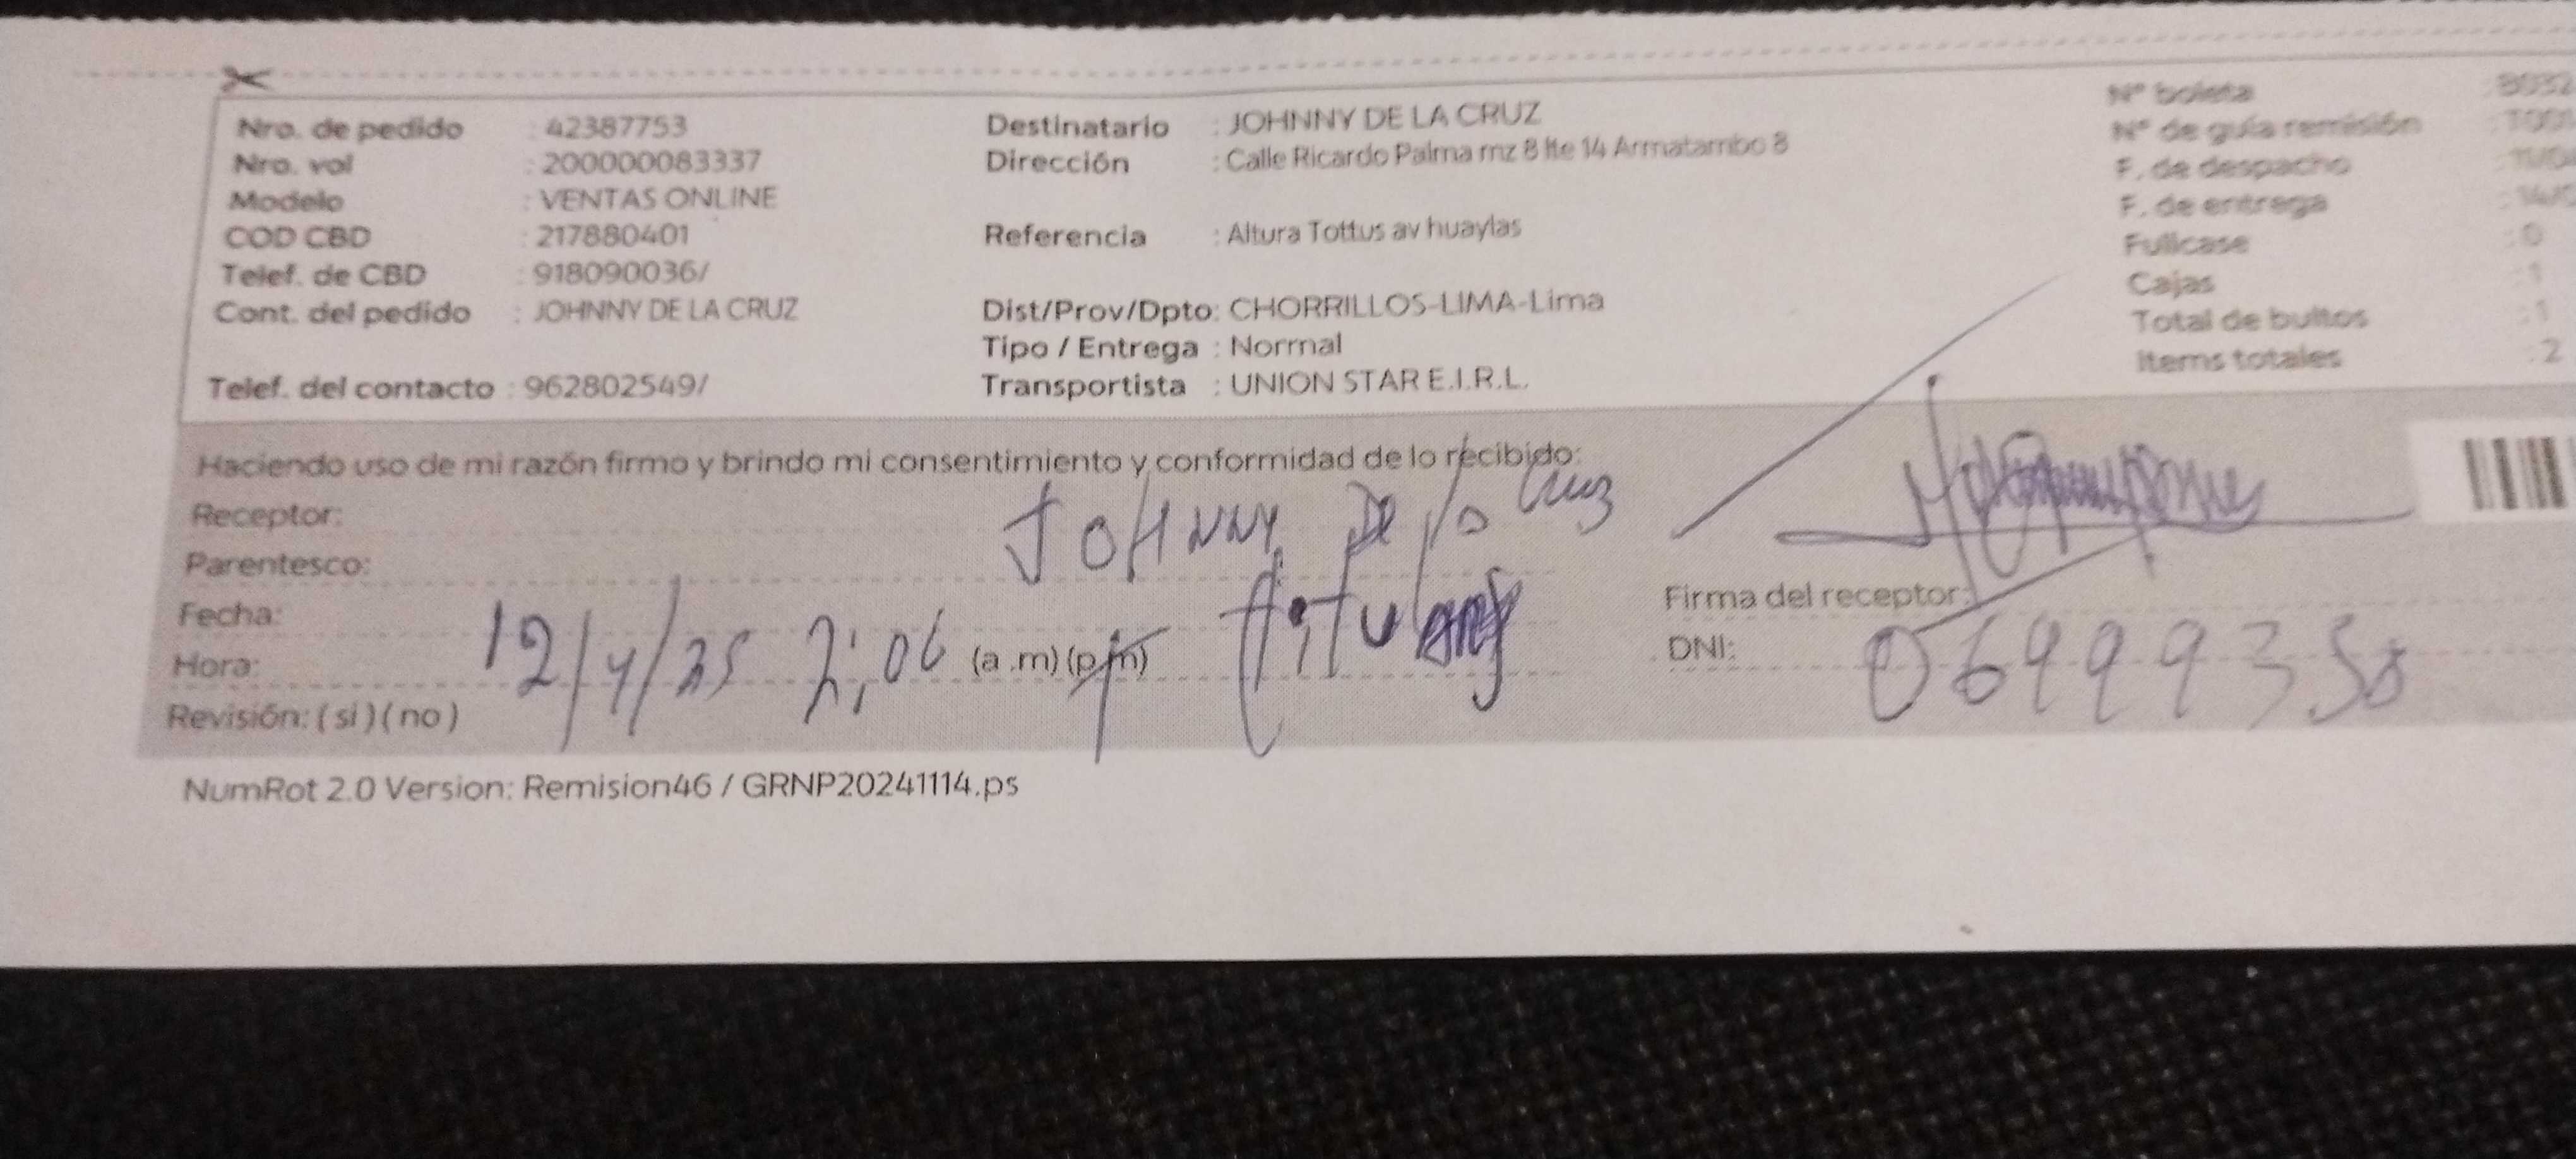 Nro. de pedido : 42387753
Nro. vol : 200000083337
Modelo : VENTAS ONLINE
COD CBD : 217880401
Telef. de CBD : 918090036/
Cont. del pedido : JOHNNY DE LA CRUZ
Telef. del contacto : 962802549/
Destinatario : JOHNNY DE LA CRUZ
Dirección : Calle Ricardo Palma mz 8 lte 14 Armatambo 8
Referencia : Altura Tottus av huaylas
Dist/Prov/Dpto: CHORRILLOS-LIMA-Lima
Tipo / Entrega : Normal
Transportista : UNION STAR E.I.R.L.
Nº boleta
Nº de guía remisión
F. de despacho
F. de entrega
Fullcase : 0
Cajas : 1
Total de bultos : 1
Items totales : 2
Haciendo uso de mi razón firmo y brindo mi consentimiento y conformidad de lo recibido:
Receptor: JOHNNY De la Cruz
Parentesco:
Fecha: 12/4/25
Hora: 2:06 (a .m) (p.m)
Revisión: ( si ) ( no )
Firma del receptor:
DNI:
NumRot 2.0 Version: Remision46 / GRNP20241114.ps